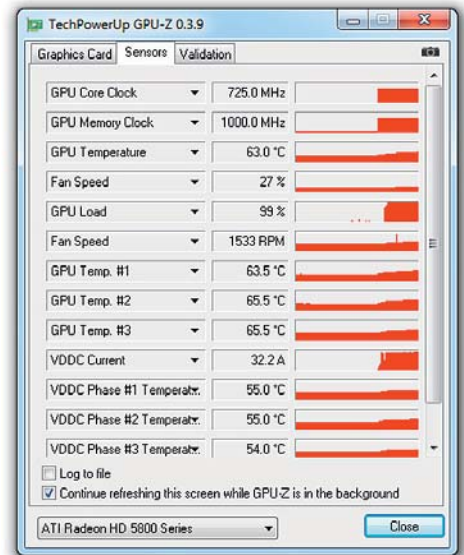 TechPowerUp GPU-Z 0.3.9
Graphics Card Sensors Validation
GPU Core Clock 725.0 MHz
GPU Memory Clock 1000.0 MHz
GPU Temperature 63.0 °C
Fan Speed 27 %
GPU Load 99 %
Fan Speed 1533 RPM
GPU Temp. #1 63.5 °C
GPU Temp. #2 65.5 °C
GPU Temp. #3 65.5 °C
VDDC Current 32.2 A
VDDC Phase #1 Temperat 55.0 °C
VDDC Phase #2 Temperat 55.0 °C
VDDC Phase #3 Temperat 54.0 °C
Log to file
Continue refreshing this screen while GPU-Z is in the background
ATI Radeon HD 5800 Series Close